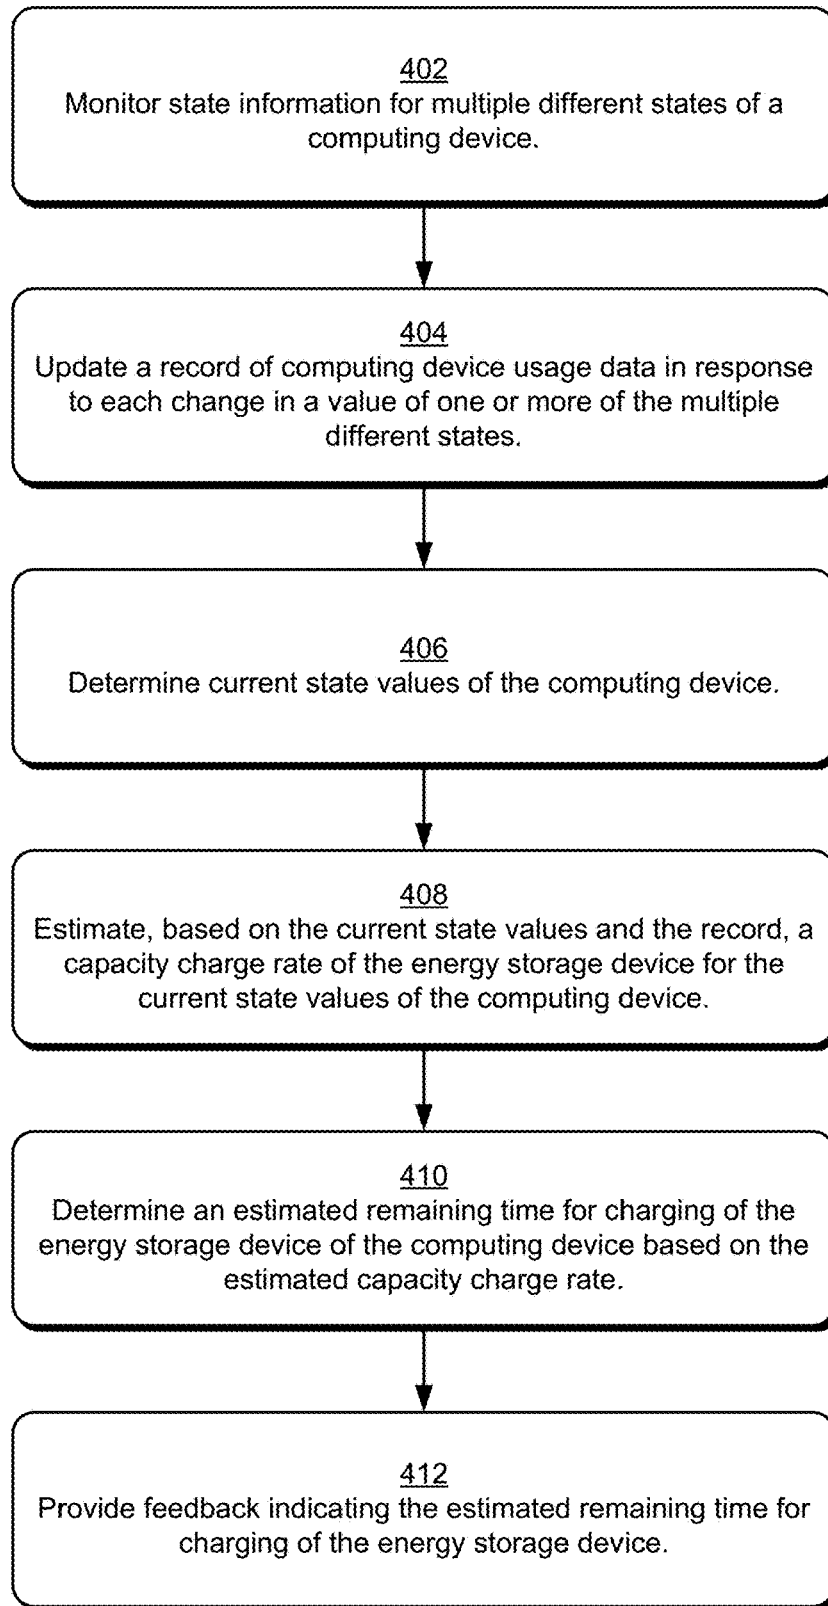 402
Monitor state information for multiple different states of a
computing device.
404
Update a record of computing device usage data in response
to each change in a value of one or more of the multiple
different states.
406
Determine current state values of the computing device.
408
Estimate, based on the current state values and the record, a
capacity charge rate of the energy storage device for the
current state values of the computing device.
410
Determine an estimated remaining time for charging of the
energy storage device of the computing device based on the
estimated capacity charge rate.
412
Provide feedback indicating the estimated remaining time for
charging of the energy storage device.